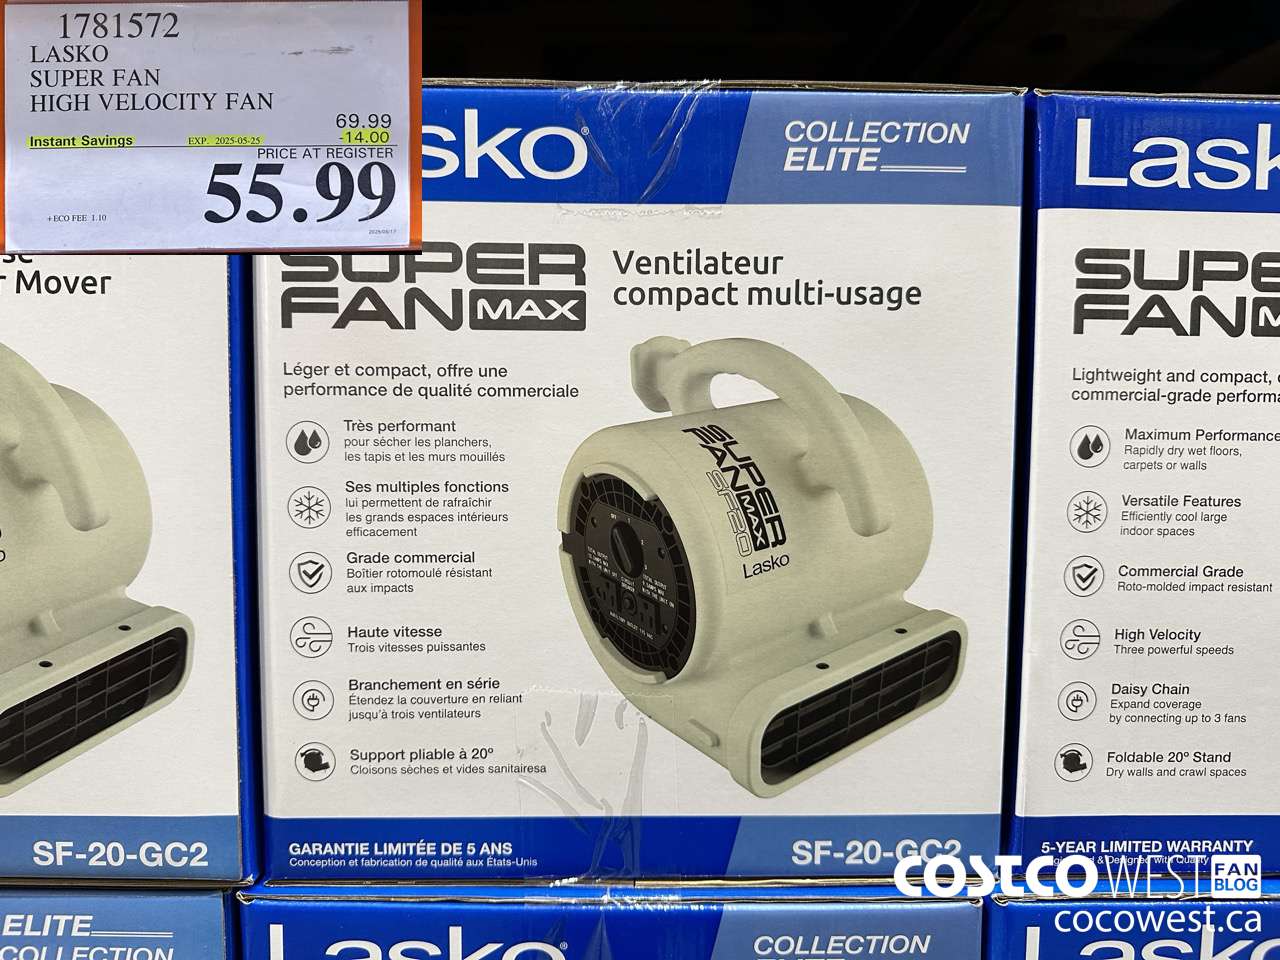 1781572
LASKO
SUPER FAN
HIGH VELOCITY FAN
69.99
Instant Savings EXP. 2025-05-25 -14.00
PRICE AT REGISTER
55.99
+ECO FEE 1.10
sko
COLLECTION
ELITE
Lask
r Mover
SUPER
FAN MAX
Ventilateur
compact multi-usage
Léger et compact, offre une
performance de qualité commerciale
Très performant
pour sécher les planchers,
les tapis et les murs mouillés
Ses multiples fonctions
lui permettent de rafraîchir
les grands espaces intérieurs
efficacement
Grade commercial
Boîtier rotomoulé résistant
aux impacts
Haute vitesse
Trois vitesses puissantes
Branchement en série
Étendez la couverture en reliant
jusqu'à trois ventilateurs
Support pliable à 20º
Cloisons sèches et vides sanitairesa
SUPER
FAN MAX
SF20
Lasko
GARANTIE LIMITÉE DE 5 ANS
Conception et fabrication de qualité aux États-Unis
SF-20-GC2
SF-20-GC2
SUPE
FAN M
Lightweight and compact,
commercial-grade performa
Maximum Performance
Rapidly dry wet floors,
carpets or walls
Versatile Features
Efficiently cool large
indoor spaces
Commercial Grade
Roto-molded impact resistant
High Velocity
Three powerful speeds
Daisy Chain
Expand coverage
by connecting up to 3 fans
Foldable 20º Stand
Dry walls and crawl spaces
5-YEAR LIMITED WARRANTY
ELITE
COLLECTION
Lasko
COLLECTION
Lasko
COSTCO WEST FAN BLOG
cocowest.ca